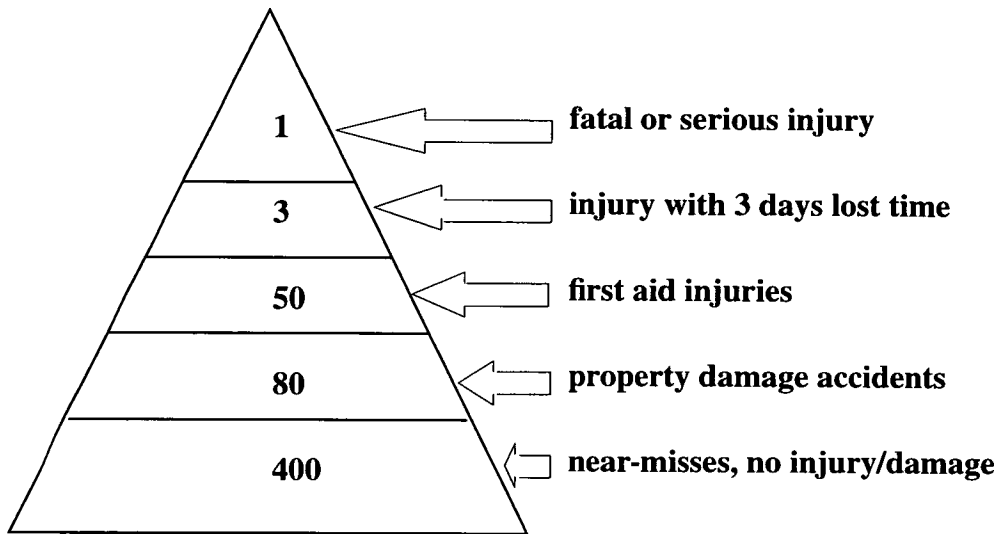 1
fatal or serious injury
3
injury with 3 days lost time
50
first aid injuries
80
property damage accidents
400
near-misses, no injury/damage